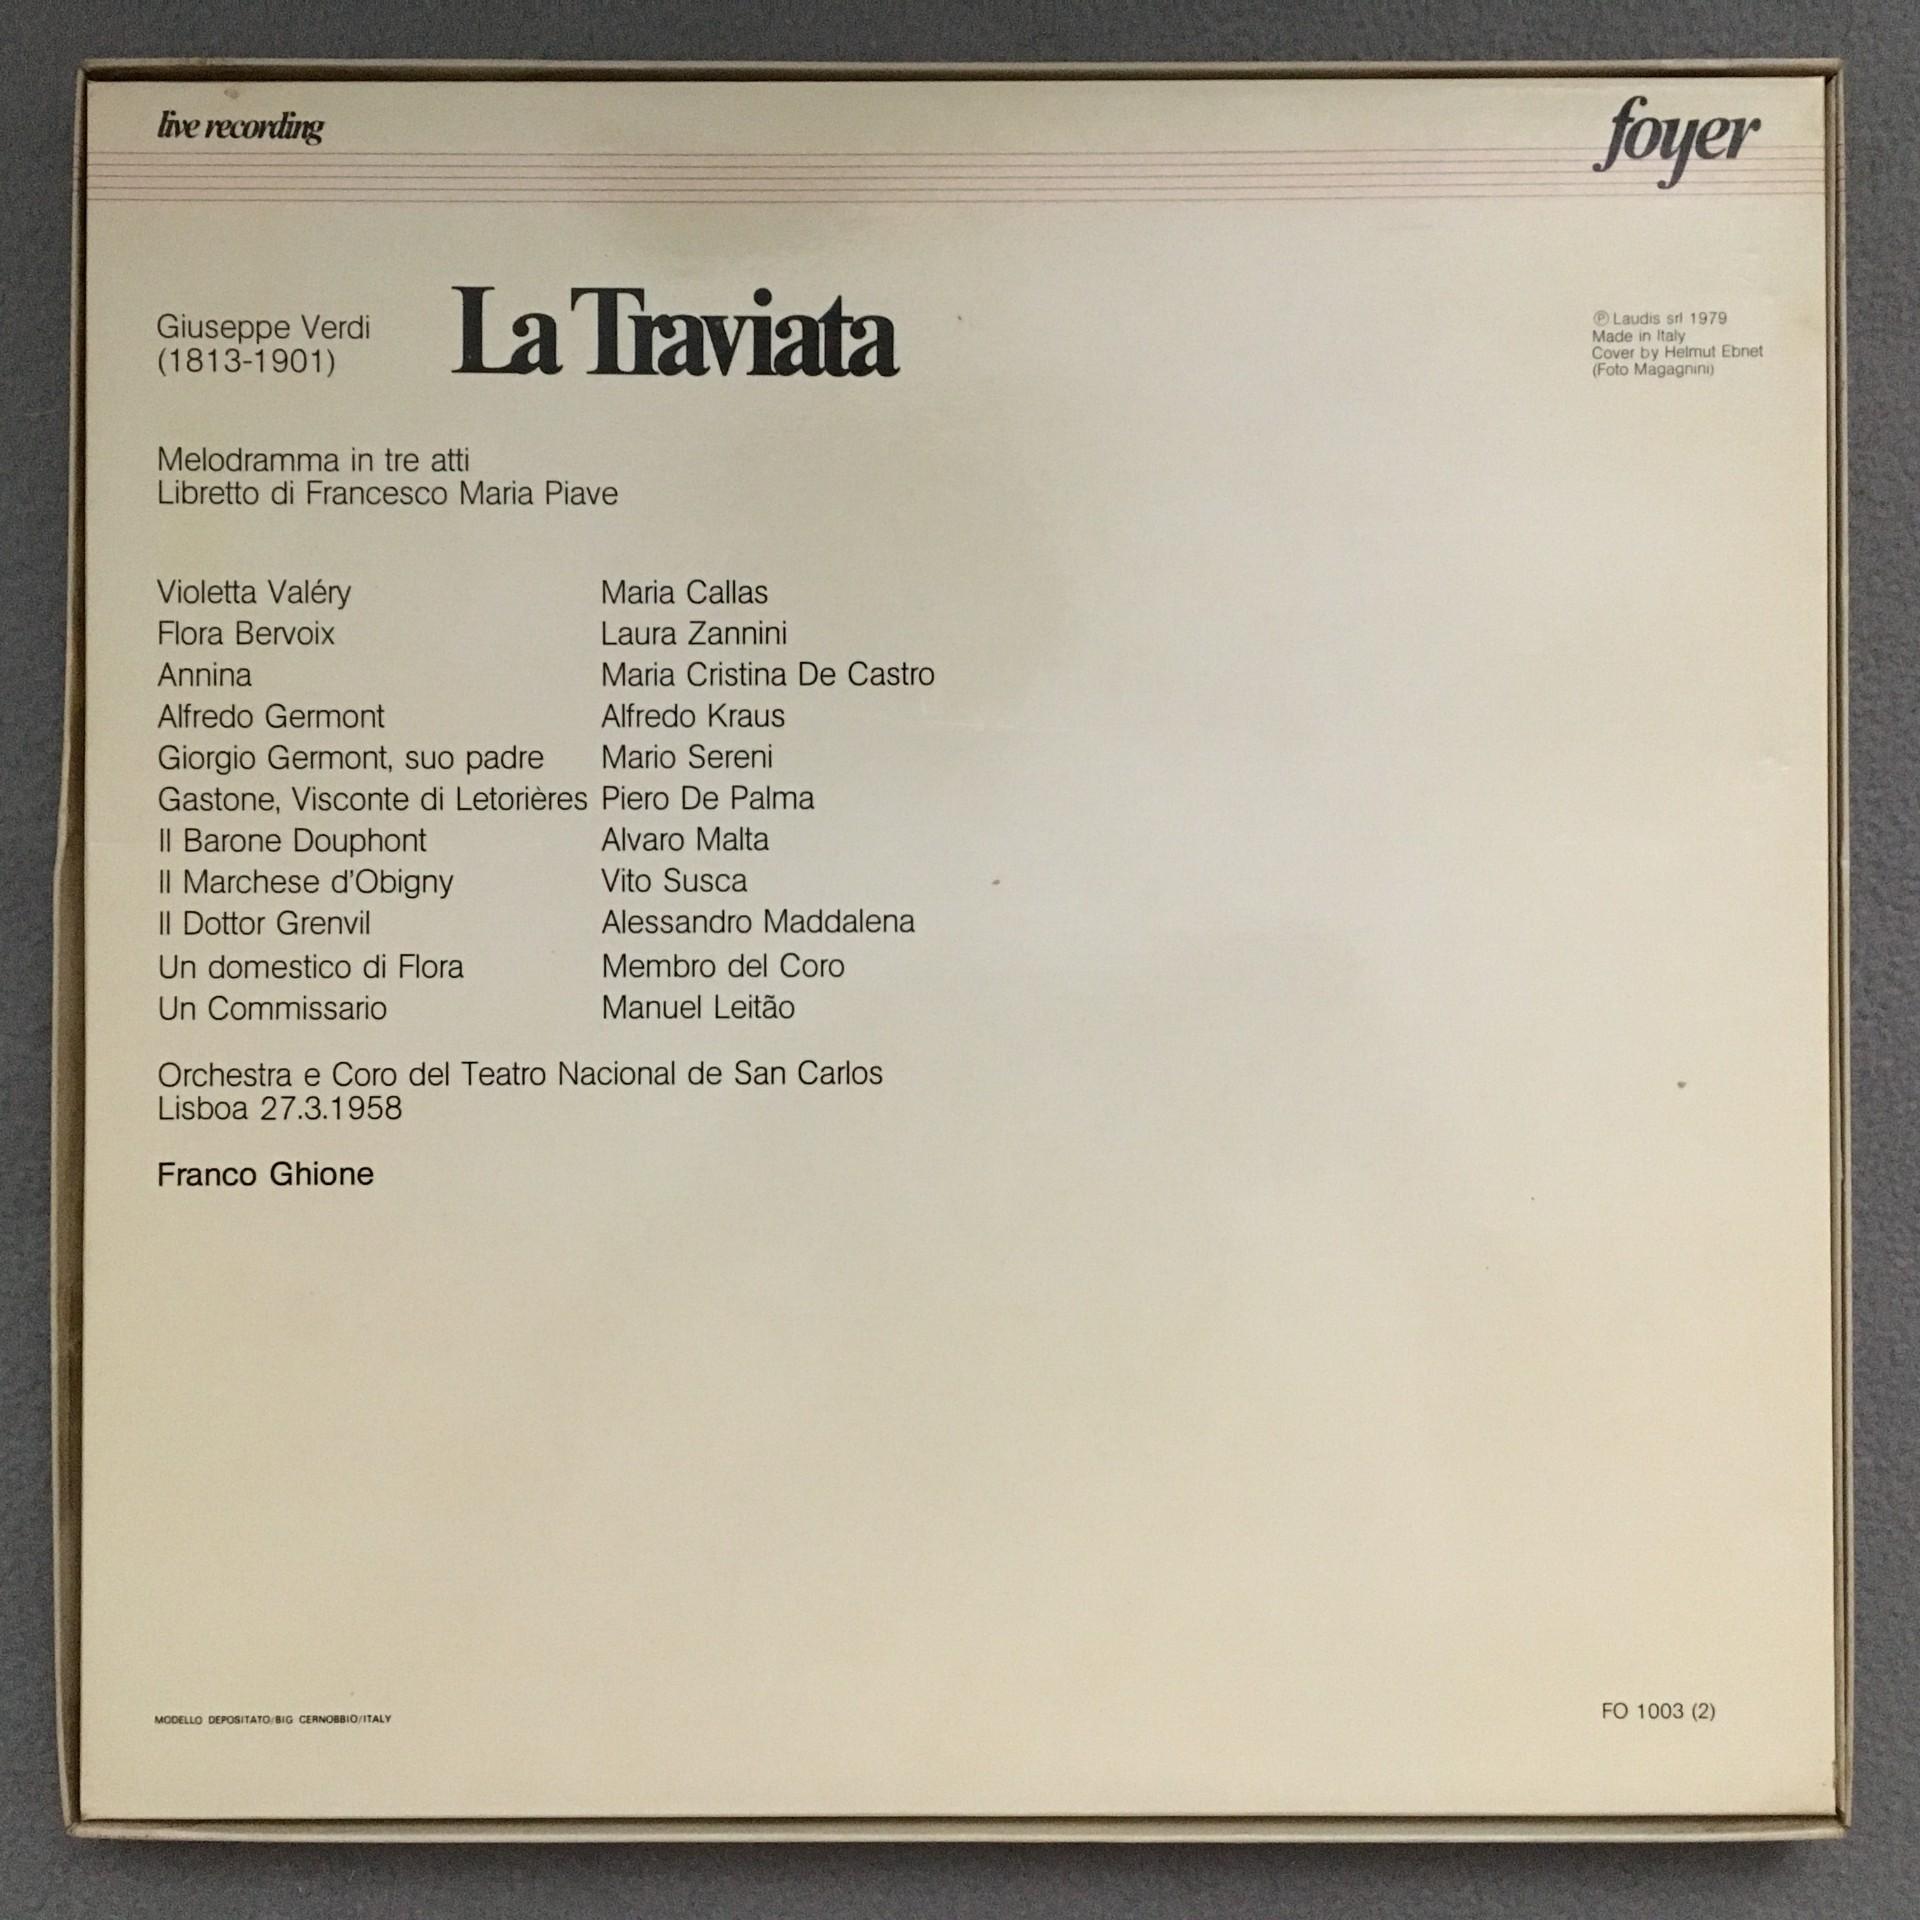 live recording
foyer
Giuseppe Verdi
(1813-1901)
La Traviata
℗ Laudis srl 1979
Made in Italy
Cover by Helmut Ebnet
(Foto Magagnini)
Melodramma in tre atti
Libretto di Francesco Maria Piave
Violetta Valéry Maria Callas
Flora Bervoix Laura Zannini
Annina Maria Cristina De Castro
Alfredo Germont Alfredo Kraus
Giorgio Germont, suo padre Mario Sereni
Gastone, Visconte di Letorières Piero De Palma
Il Barone Douphont Alvaro Malta
Il Marchese d'Obigny Vito Susca
Il Dottor Grenvil Alessandro Maddalena
Un domestico di Flora Membro del Coro
Un Commissario Manuel Leitão
Orchestra e Coro del Teatro Nacional de San Carlos
Lisboa 27.3.1958
Franco Ghione
MODELLO DEPOSITATO/BIG CERNOBBIO/ITALY
FO 1003 (2)